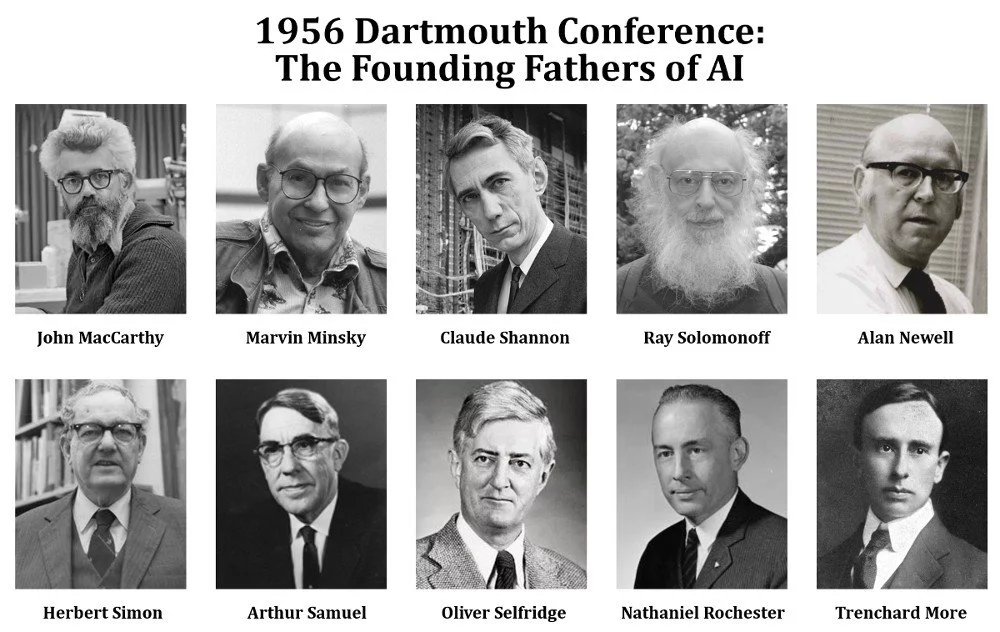 1956 Dartmouth Conference:
The Founding Fathers of AI
John MacCarthy
Marvin Minsky
Claude Shannon
Ray Solomonoff
Alan Newell
Herbert Simon
Arthur Samuel
Oliver Selfridge
Nathaniel Rochester
Trenchard More